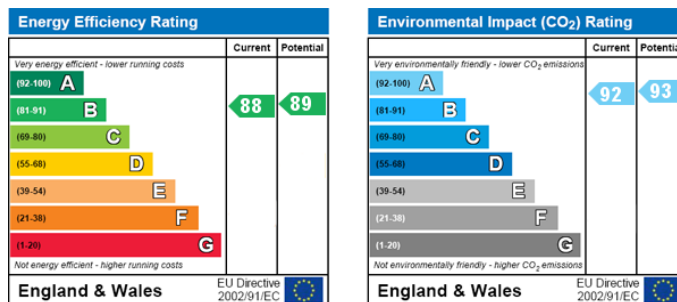 Energy Efficiency Rating
Current Potential
Very energy efficient - lower running costs
(92-100) A
(81-91) B
88 89
(69-80) C
(55-68) D
(39-54) E
(21-38) F
(1-20) G
Not energy efficient - higher running costs
England & Wales
EU Directive
2002/91/EC
Environmental Impact (CO2) Rating
Current Potential
Very environmentally friendly - lower CO2 emissions
(92-100) A
92 93
(81-91) B
(69-80) C
(55-68) D
(39-54) E
(21-38) F
(1-20) G
Not environmentally friendly - higher CO2 emissions
England & Wales
EU Directive
2002/91/EC